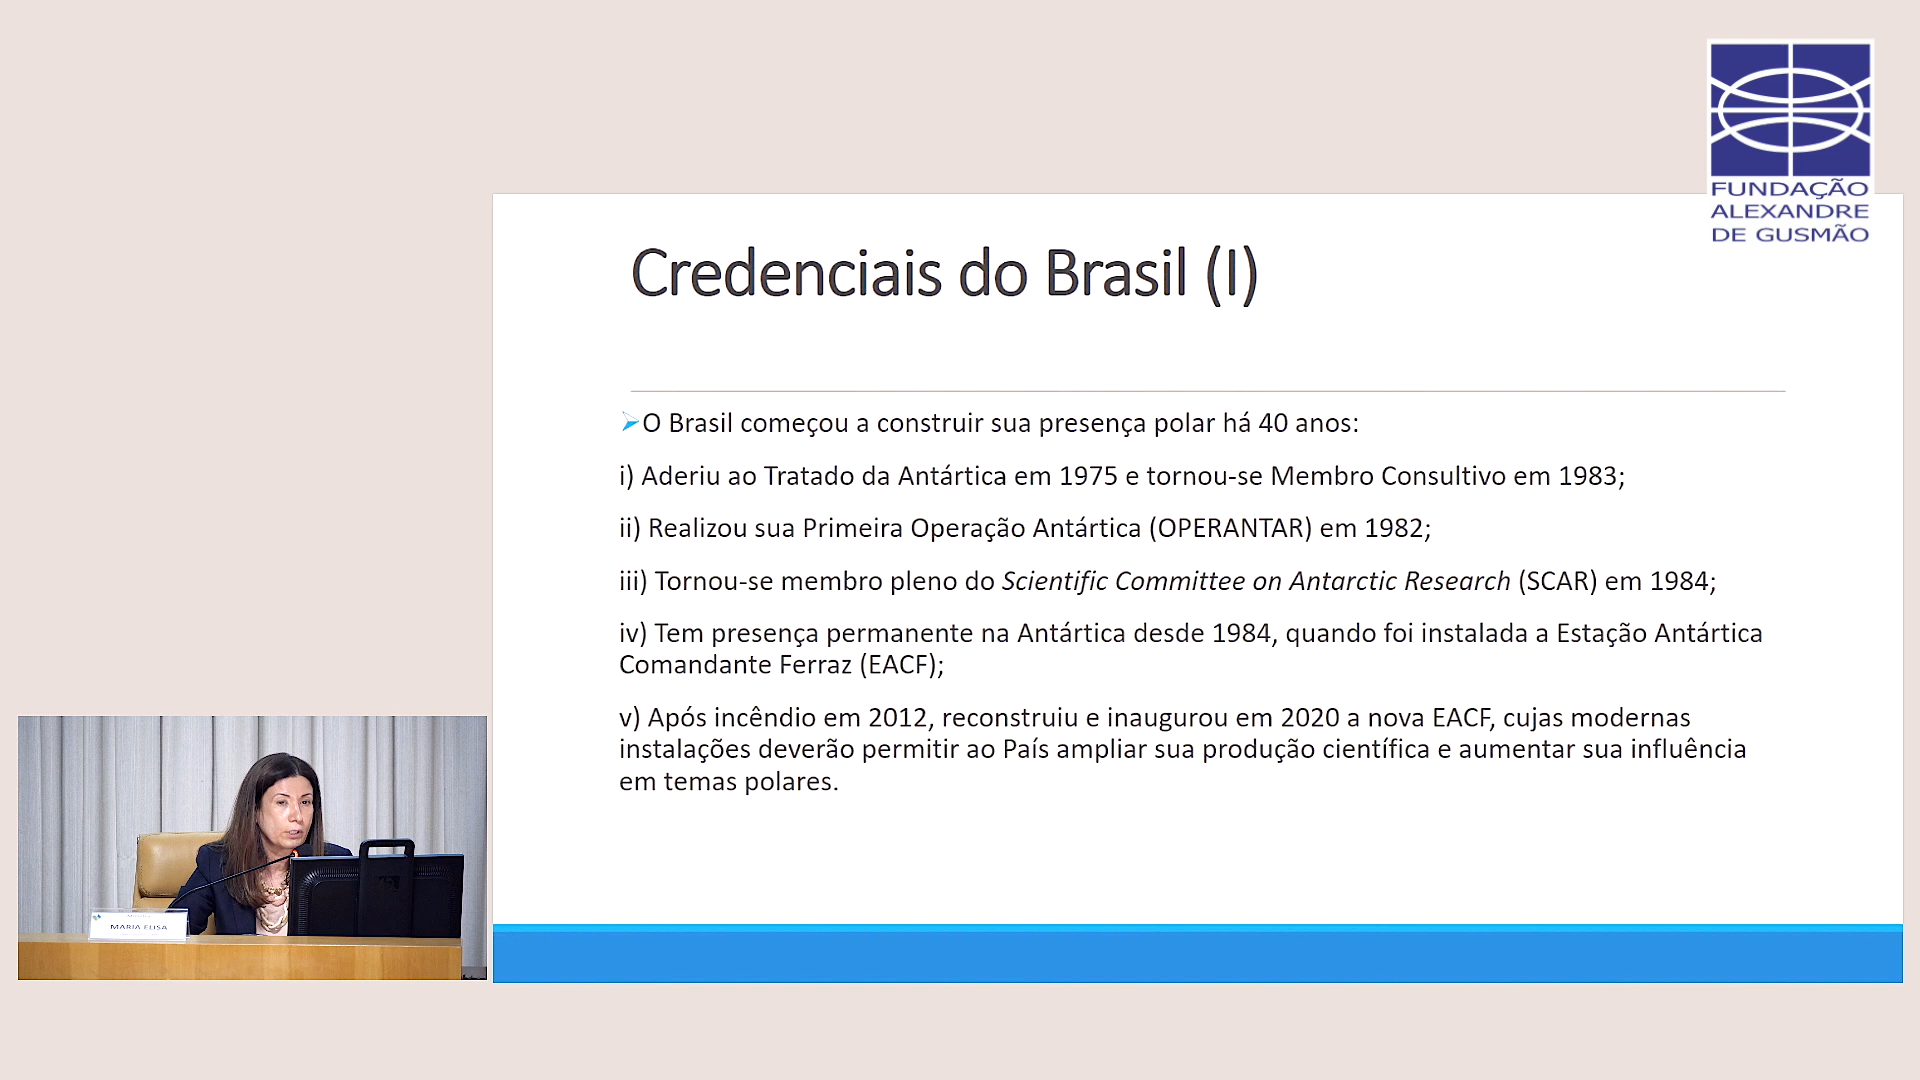 FUNDAÇÃO
ALEXANDRE
DE GUSMÃO
Credenciais do Brasil (I)
O Brasil começou a construir sua presença polar há 40 anos:
i) Aderiu ao Tratado da Antártica em 1975 e tornou-se Membro Consultivo em 1983;
ii) Realizou sua Primeira Operação Antártica (OPERANTAR) em 1982;
iii) Tornou-se membro pleno do Scientific Committee on Antarctic Research (SCAR) em 1984;
iv) Tem presença permanente na Antártica desde 1984, quando foi instalada a Estação Antártica
Comandante Ferraz (EACF);
v) Após incêndio em 2012, reconstruiu e inaugurou em 2020 a nova EACF, cujas modernas
instalações deverão permitir ao País ampliar sua produção científica e aumentar sua influência
em temas polares.
MARIA ELISA